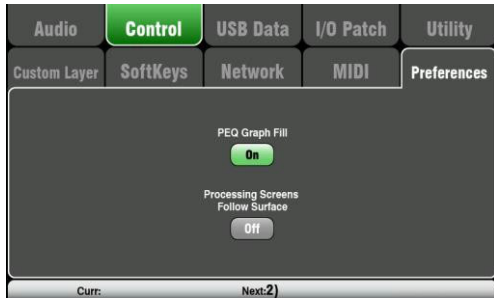 Audio Control USB Data I/O Patch Utility
Custom Layer SoftKeys Network MIDI Preferences
PEQ Graph Fill
On
Processing Screens
Follow Surface
Off
Curr: Next:2)